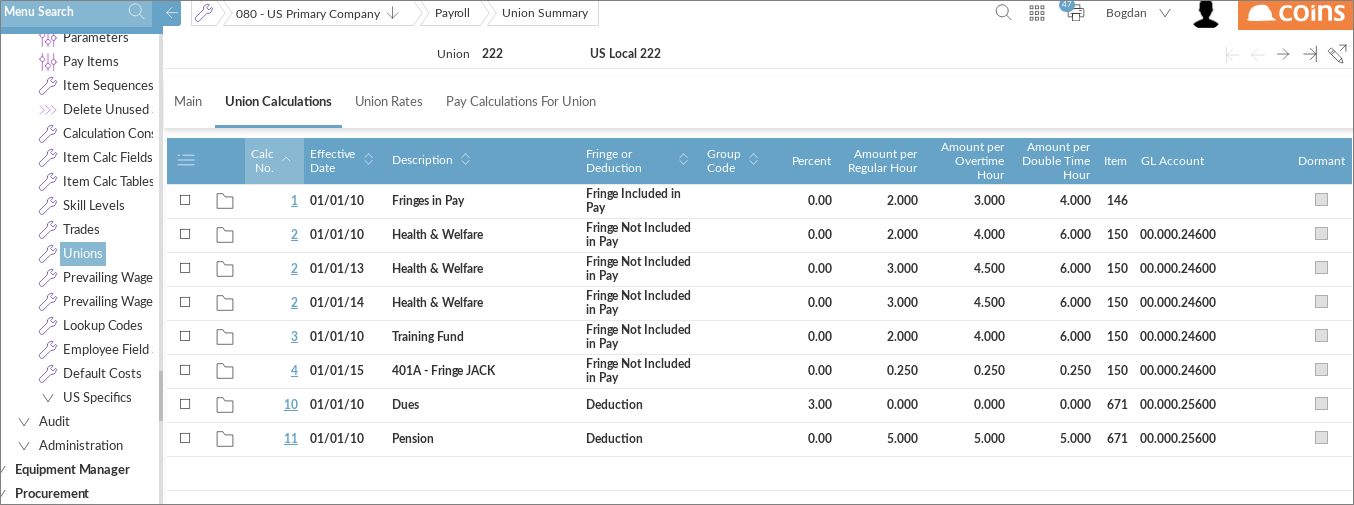 Menu Search
080 - US Primary Company
Payroll
Union Summary
47
Bogdan
COINS
Union 222 US Local 222
Parameters
Pay Items
Item Sequences
Delete Unused
Calculation Cons
Item Calc Fields
Item Calc Tables
Skill Levels
Trades
Unions
Prevailing Wage
Prevailing Wage
Lookup Codes
Employee Field
Default Costs
US Specifics
Audit
Administration
Equipment Manager
Procurement
Main Union Calculations Union Rates Pay Calculations For Union
Calc No. Effective Date Description Fringe or Deduction Group Code Percent Amount per Regular Hour Amount per Overtime Hour Amount per Double Time Hour Item GL Account Dormant
1 01/01/10 Fringes in Pay Fringe Included in Pay 0.00 2.000 3.000 4.000 146
2 01/01/10 Health & Welfare Fringe Not Included in Pay 0.00 2.000 4.000 6.000 150 00.000.24600
2 01/01/13 Health & Welfare Fringe Not Included in Pay 0.00 3.000 4.500 6.000 150 00.000.24600
2 01/01/14 Health & Welfare Fringe Not Included in Pay 0.00 3.000 4.500 6.000 150 00.000.24600
3 01/01/10 Training Fund Fringe Not Included in Pay 0.00 2.000 4.000 6.000 150 00.000.24600
4 01/01/15 401A - Fringe JACK Fringe Not Included in Pay 0.00 0.250 0.250 0.250 150 00.000.24600
10 01/01/10 Dues Deduction 3.00 0.000 0.000 0.000 671 00.000.25600
11 01/01/10 Pension Deduction 0.00 5.000 5.000 5.000 671 00.000.25600